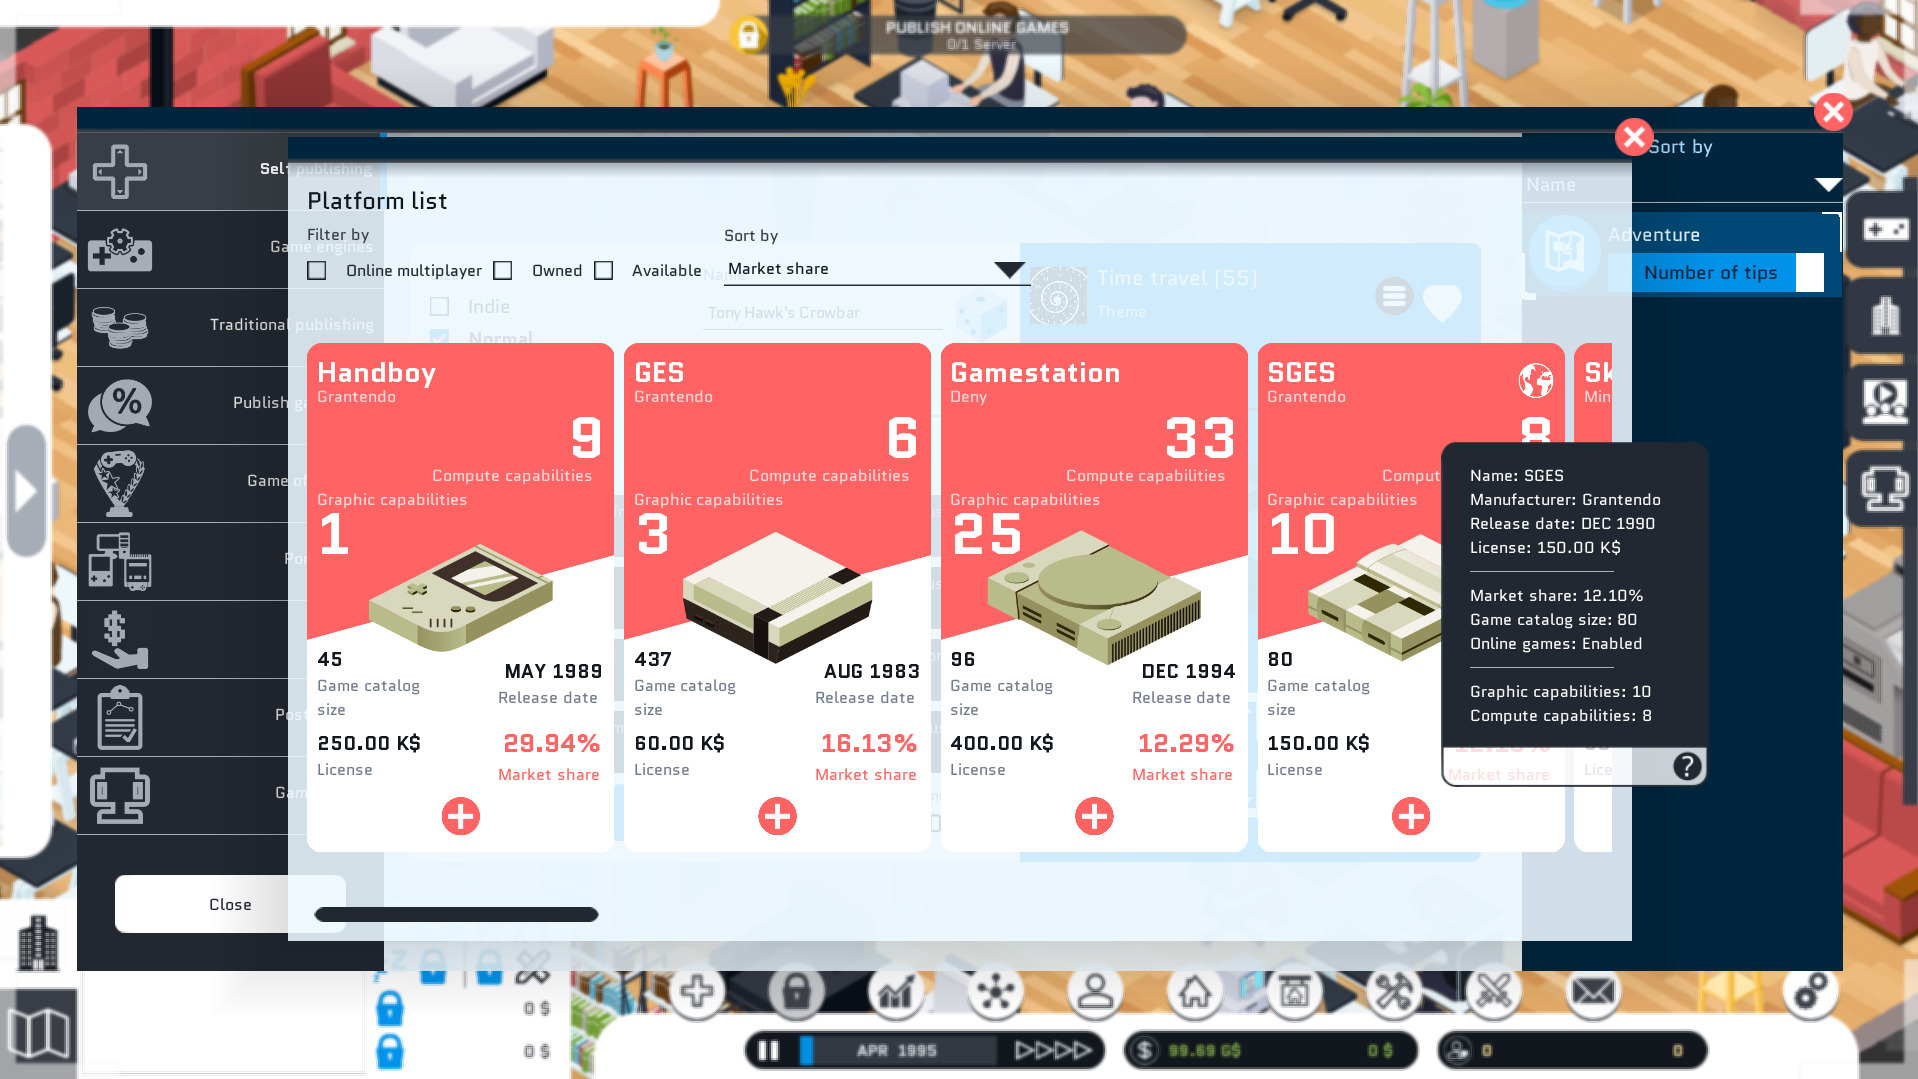 PUBLISH ONLINE GAMES
0/1 Server
Sort by
Name
Adventure
Number of tips
Self publishing
Game engines
Traditional publishing
Publish ga
Game of
Por
Post
Gam
Close
Platform list
Filter by
Online multiplayer
Owned
Available
Sort by
Market share
Indie
Normal
Name
Tony Hawk's Crowbar
Time travel (55)
Theme
Handboy
Grantendo
9
Compute capabilities
Graphic capabilities
1
45
Game catalog
size
MAY 1989
Release date
250.00 K$
License
29.94%
Market share
GES
Grantendo
6
Compute capabilities
Graphic capabilities
3
437
Game catalog
size
AUG 1983
Release date
60.00 K$
License
16.13%
Market share
Gamestation
Deny
33
Compute capabilities
Graphic capabilities
25
96
Game catalog
size
DEC 1994
Release date
400.00 K$
License
12.29%
Market share
SGES
Grantendo
8
Comput
Graphic capabilities
10
80
Game catalog
size
150.00 K$
License
12.10%
Market share
Sk
Min
Lice
Name: SGES
Manufacturer: Grantendo
Release date: DEC 1990
License: 150.00 K$
Market share: 12.10%
Game catalog size: 80
Online games: Enabled
Graphic capabilities: 10
Compute capabilities: 8
?
0 $
0 $
APR 1995
99.69 G$
0 $
0
0